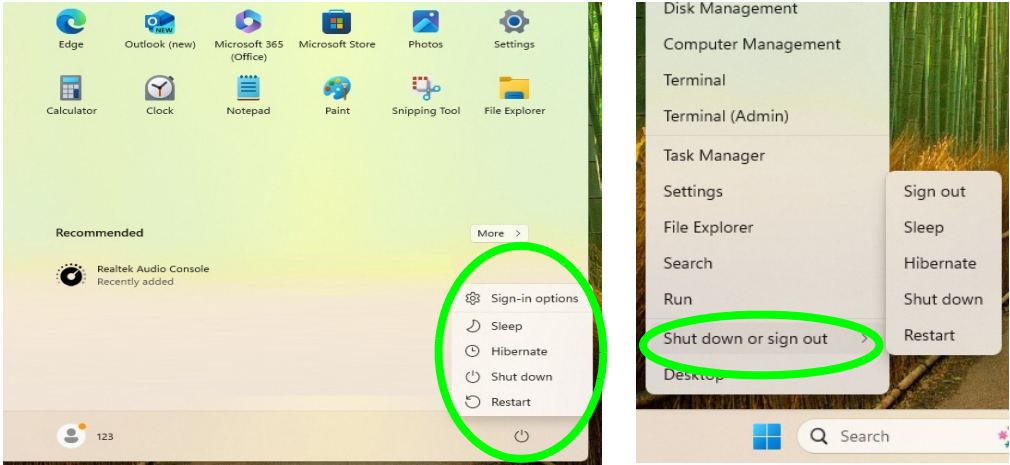 Edge
Outlook (new)
Microsoft 365
(Office)
Microsoft Store
Photos
Settings
NEW
Calculator
Clock
Notepad
Paint
Snipping Tool
File Explorer
Recommended
More
Realtek Audio Console
Recently added
Sign-in options
Sleep
Hibernate
Shut down
Restart
123
Disk Management
Computer Management
Terminal
Terminal (Admin)
Task Manager
Settings
File Explorer
Search
Run
Shut down or sign out
Desktop
Sign out
Sleep
Hibernate
Shut down
Restart
Search